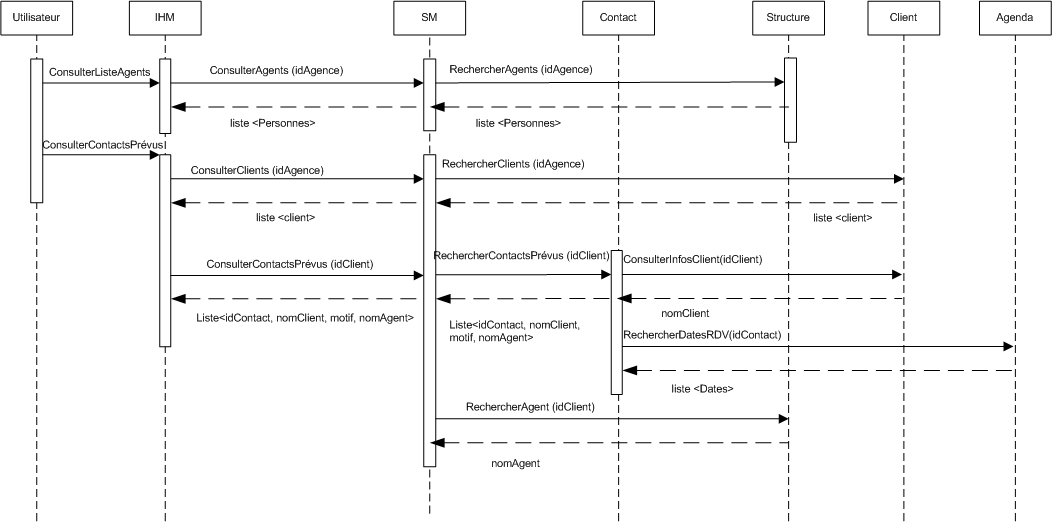 Utilisateur
IHM
SM
Contact
Structure
Client
Agenda
ConsulterListeAgents
ConsulterAgents (idAgence)
RechercherAgents (idAgence)
liste <Personnes>
liste <Personnes>
ConsulterContactsPrévus
ConsulterClients (idAgence)
RechercherClients (idAgence)
liste <client>
liste <client>
ConsulterContactsPrévus (idClient)
RechercherContactsPrévus (idClient)
ConsulterInfosClient(idClient)
nomClient
Liste<idContact, nomClient, motif, nomAgent>
Liste<idContact, nomClient,
motif, nomAgent>
RechercherDatesRDV(idContact)
liste <Dates>
RechercherAgent (idClient)
nomAgent